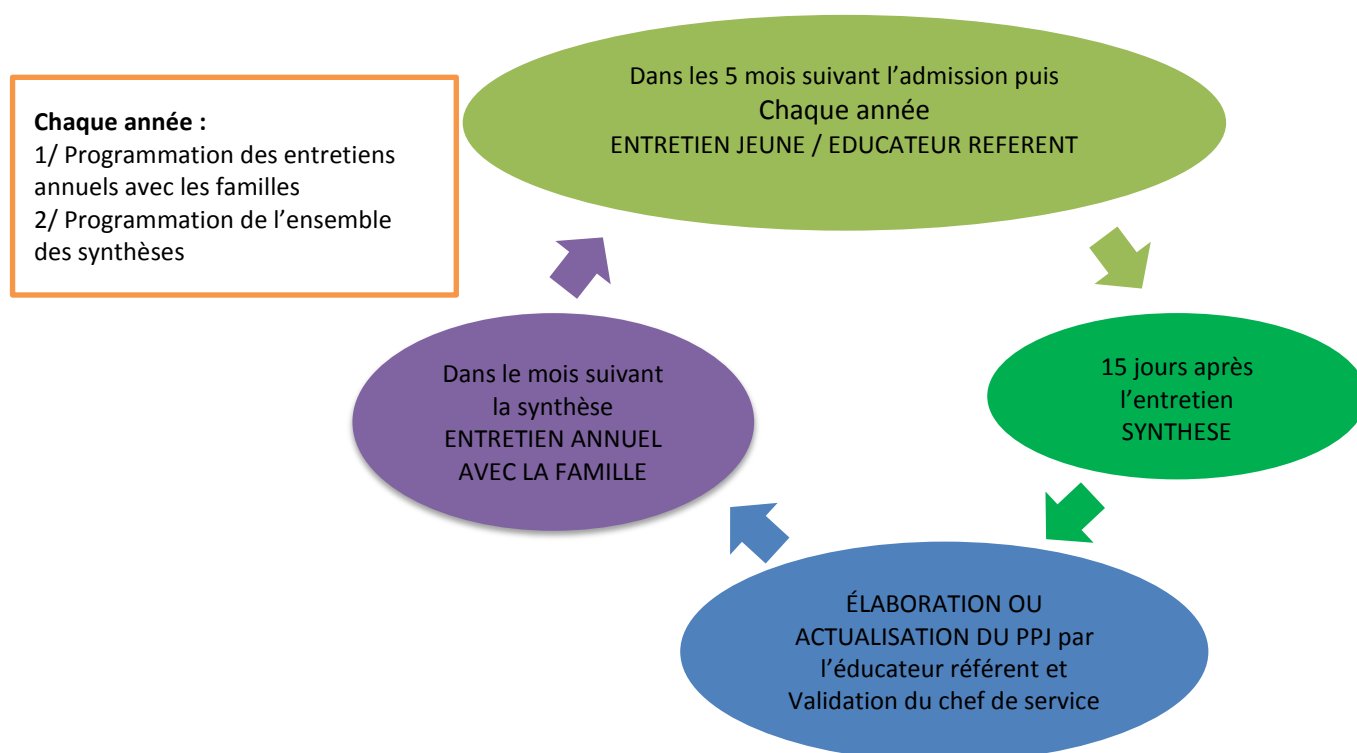 Chaque année :
1/ Programmation des entretiens
annuels avec les familles
2/ Programmation de l’ensemble
des synthèses
Dans les 5 mois suivant l’admission puis
Chaque année
ENTRETIEN JEUNE / EDUCATEUR REFERENT
15 jours après
l’entretien
SYNTHESE
ÉLABORATION OU
ACTUALISATION DU PPJ par
l’éducateur référent et
Validation du chef de service
Dans le mois suivant
la synthèse
ENTRETIEN ANNUEL
AVEC LA FAMILLE